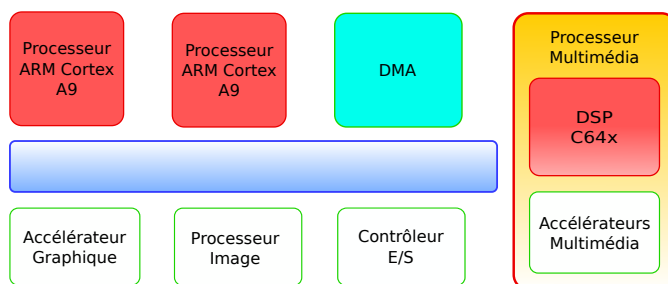 Processeur
ARM Cortex
A9
Processeur
ARM Cortex
A9
DMA
Processeur
Multimédia
DSP
C64x
Accélérateur
Graphique
Processeur
Image
Contrôleur
E/S
Accélérateurs
Multimédia